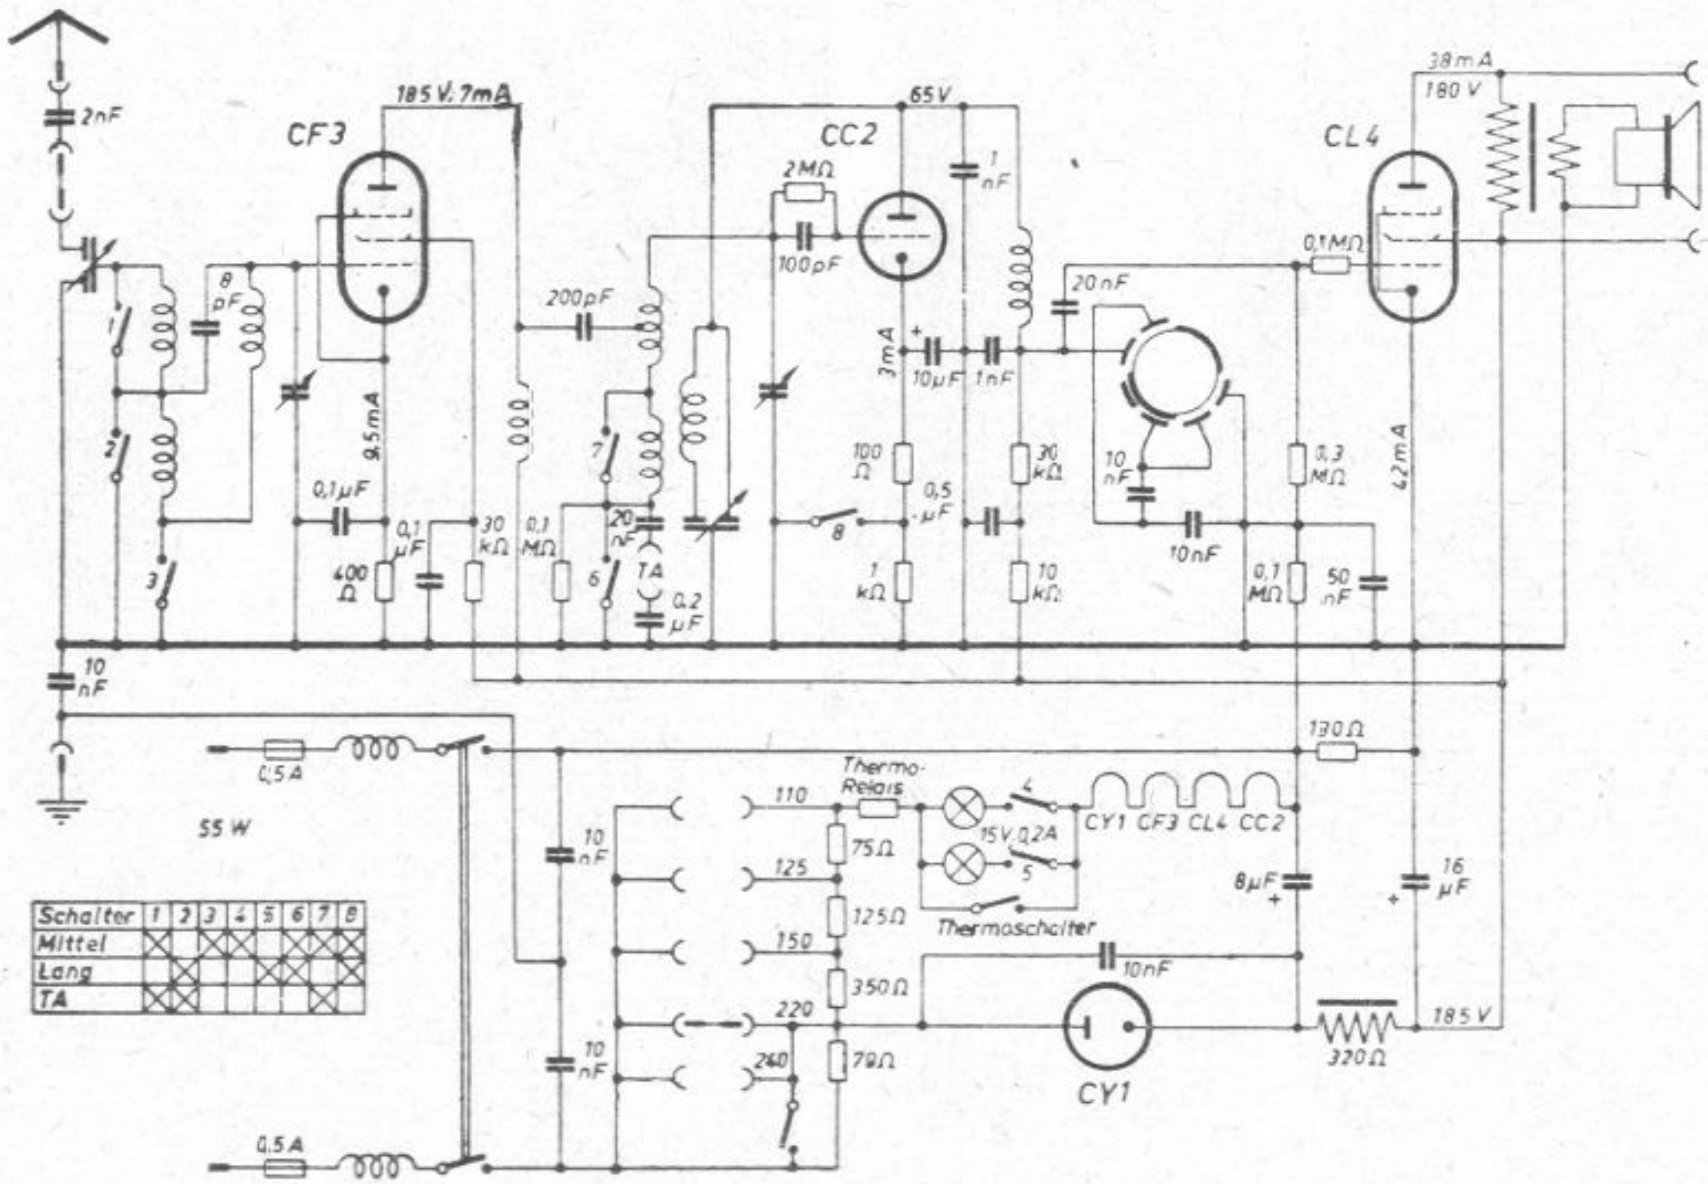 2nF
185 V; 7mA
CF3
8 pF
1
2
3
9,5mA
0,1µF
0,1 µF
400 Ω
30 kΩ
0,1 MΩ
200pF
7
6
20 nF
TA
0,2 µF
65V
CC2
2MΩ
100pF
1 nF
3mA
+
10µF
1nF
100 Ω
0,5 µF
8
1 kΩ
30 kΩ
10 kΩ
20nF
10 nF
10nF
38mA
180 V
CL4
0,1MΩ
0,3 MΩ
42mA
0,1 MΩ
50 nF
10 nF
0,5A
55 W
130Ω
Thermo-
Relais
110
4
15V,0,2A
5
CY1 CF3 CL4 CC2
75Ω
125
125Ω
Thermoschalter
150
350Ω
220
240
79Ω
10 nF
10 nF
10nF
8µF
+
16 µF
+
185V
320Ω
CY1
0,5A
Schalter 1 2 3 4 5 6 7 8
Mittel
Lang
TA